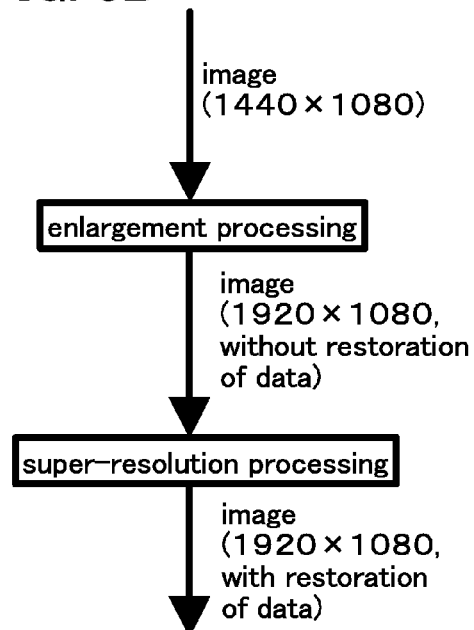 image
(1440×1080)
enlargement processing
image
(1920×1080,
without restoration
of data)
super-resolution processing
image
(1920×1080,
with restoration
of data)